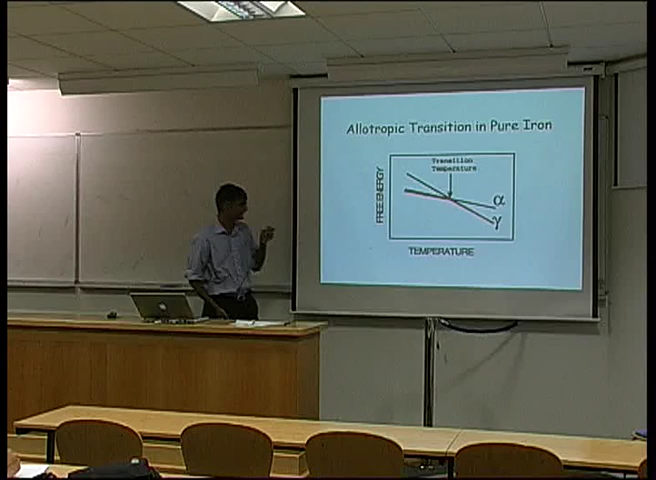 Allotropic Transition in Pure Iron
Transition
Temperature
FREE ENERGY
α
γ
TEMPERATURE